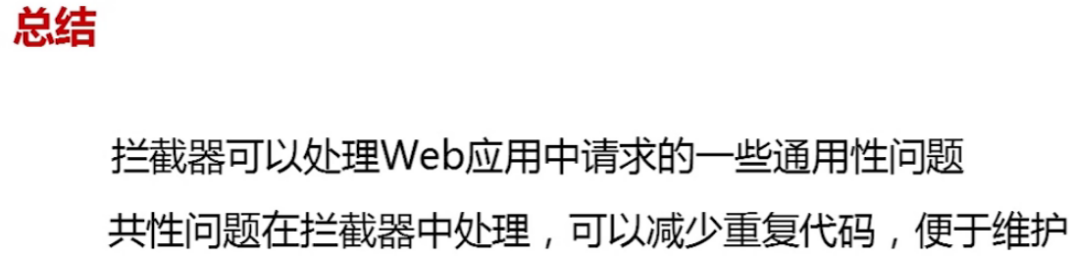 总结
拦截器可以处理Web应用中请求的一些通用性问题
共性问题在拦截器中处理，可以减少重复代码，便于维护